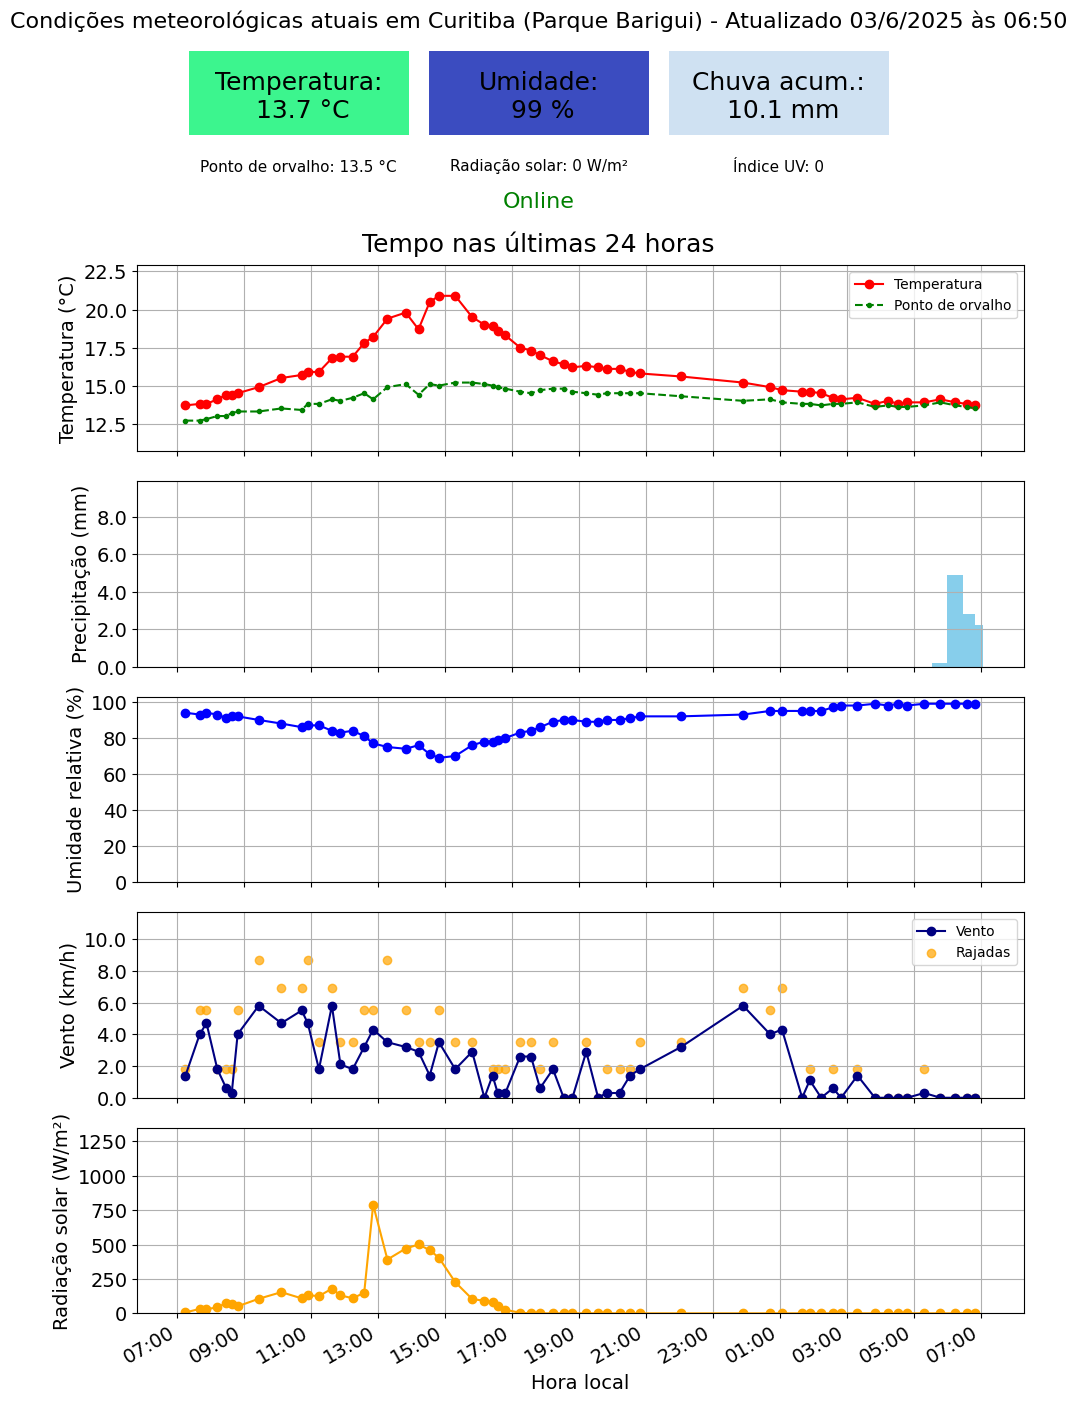 Condições meteorológicas atuais em Curitiba (Parque Barigui) - Atualizado 03/6/2025 às 06:50
Temperatura:
13.7 °C
Umidade:
99 %
Chuva acum.:
10.1 mm
Ponto de orvalho: 13.5 °C
Radiação solar: 0 W/m²
Índice UV: 0
Online
Tempo nas últimas 24 horas
Temperatura (°C)
22.5
20.0
17.5
15.0
12.5
Temperatura
Ponto de orvalho
Precipitação (mm)
8.0
6.0
4.0
2.0
0.0
Umidade relativa (%)
100
80
60
40
20
0
Vento (km/h)
10.0
8.0
6.0
4.0
2.0
0.0
Vento
Rajadas
Radiação solar (W/m²)
1250
1000
750
500
250
0
07:00
09:00
11:00
13:00
15:00
17:00
19:00
21:00
23:00
01:00
03:00
05:00
07:00
Hora local